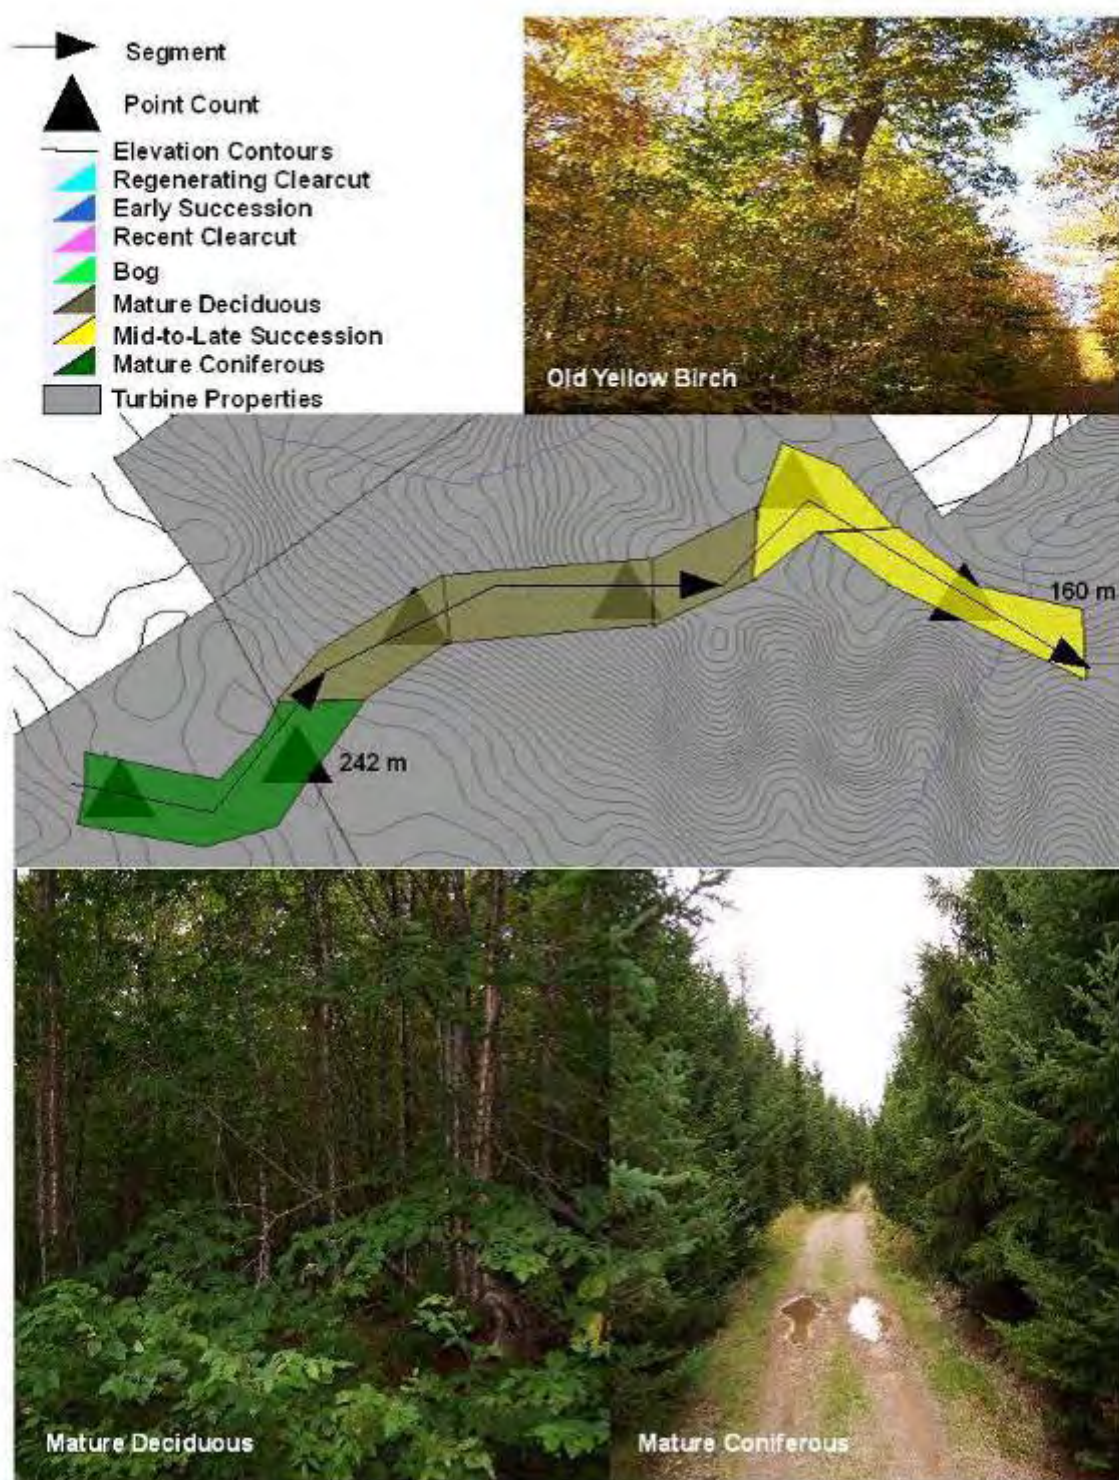 Segment
Point Count
Elevation Contours
Regenerating Clearcut
Early Succession
Recent Clearcut
Bog
Mature Deciduous
Mid-to-Late Succession
Mature Coniferous
Turbine Properties
Old Yellow Birch
160 m
242 m
Mature Deciduous
Mature Coniferous